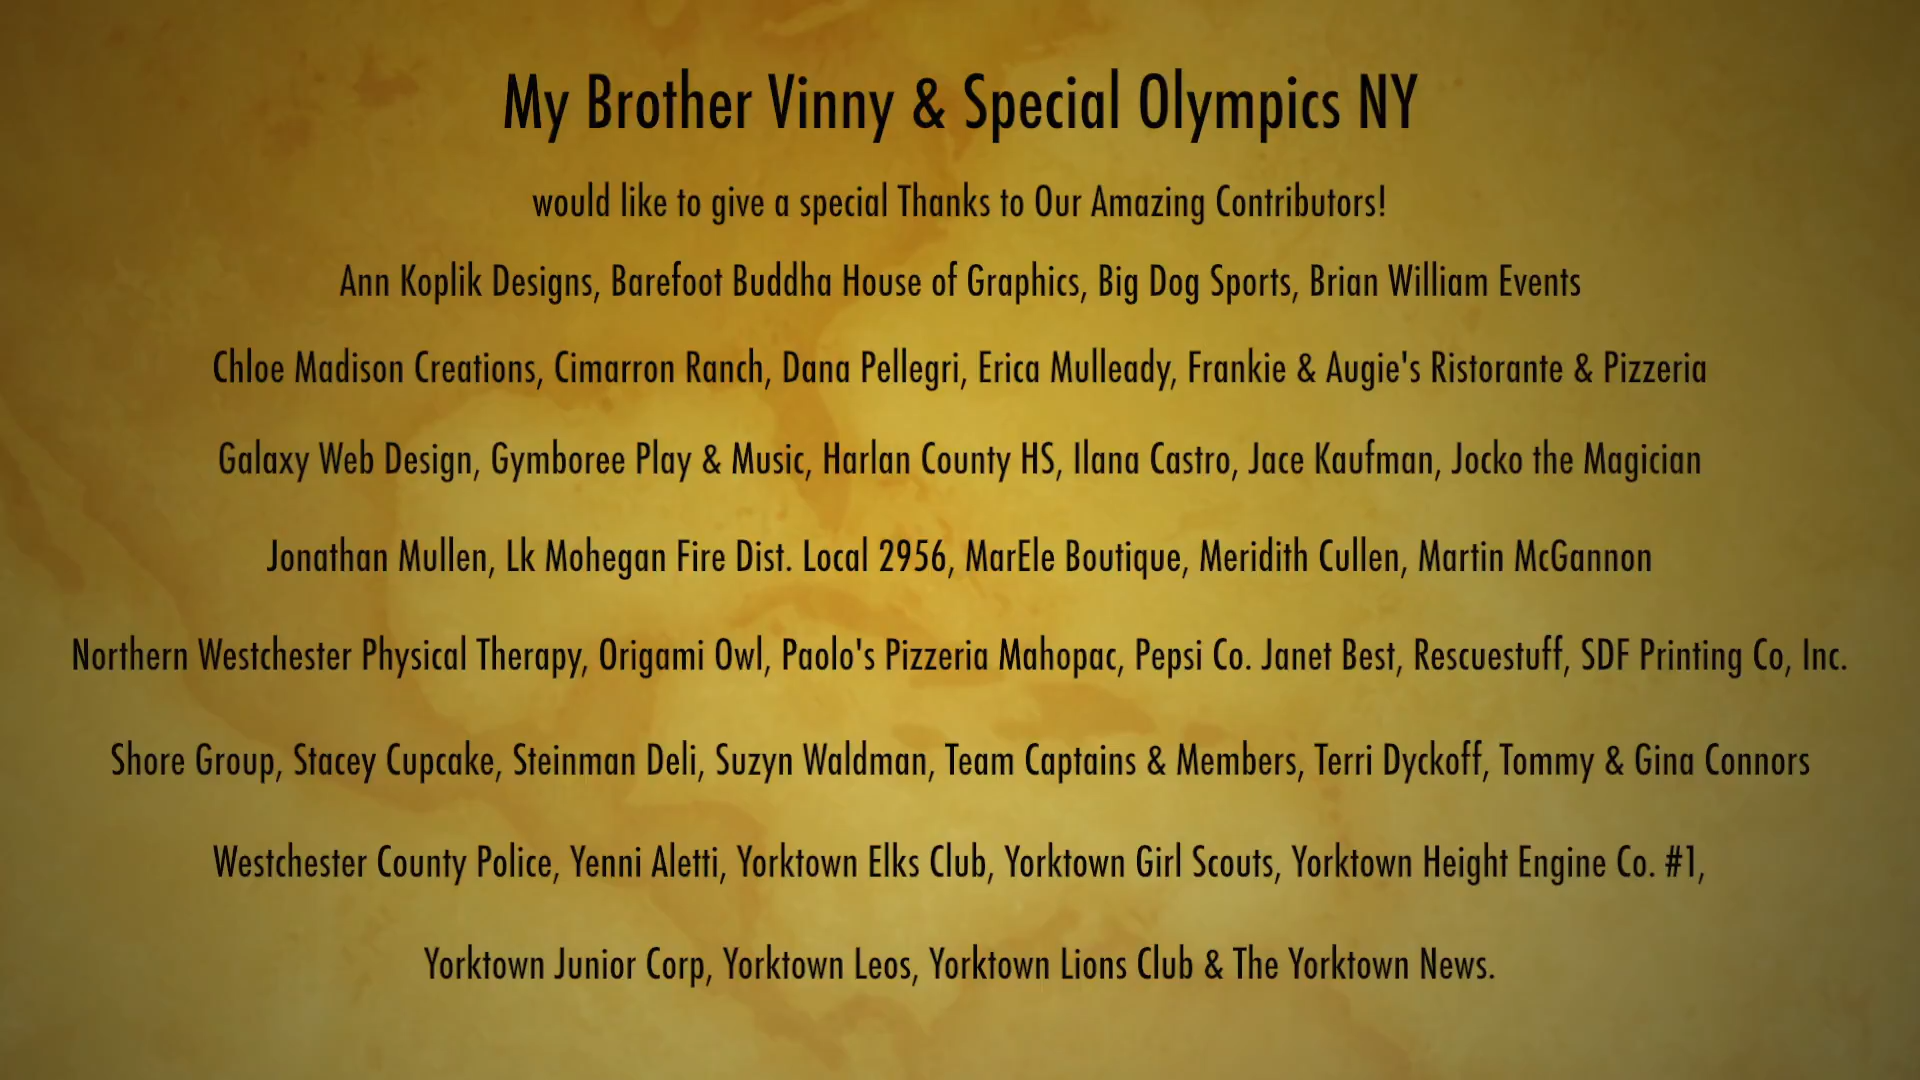 My Brother Vinny & Special Olympics NY
would like to give a special Thanks to Our Amazing Contributors!
Ann Koplik Designs, Barefoot Buddha House of Graphics, Big Dog Sports, Brian William Events
Chloe Madison Creations, Cimarron Ranch, Dana Pellegri, Erica Mulleady, Frankie & Augie's Ristorante & Pizzeria
Galaxy Web Design, Gymboree Play & Music, Harlan County HS, Ilana Castro, Jace Kaufman, Jocko the Magician
Jonathan Mullen, Lk Mohegan Fire Dist. Local 2956, MarEle Boutique, Meridith Cullen, Martin McGannon
Northern Westchester Physical Therapy, Origami Owl, Paolo's Pizzeria Mahopac, Pepsi Co. Janet Best, Rescuestuff, SDF Printing Co, Inc.
Shore Group, Stacey Cupcake, Steinman Deli, Suzyn Waldman, Team Captains & Members, Terri Dyckoff, Tommy & Gina Connors
Westchester County Police, Yenni Aletti, Yorktown Elks Club, Yorktown Girl Scouts, Yorktown Height Engine Co. #1,
Yorktown Junior Corp, Yorktown Leos, Yorktown Lions Club & The Yorktown News.